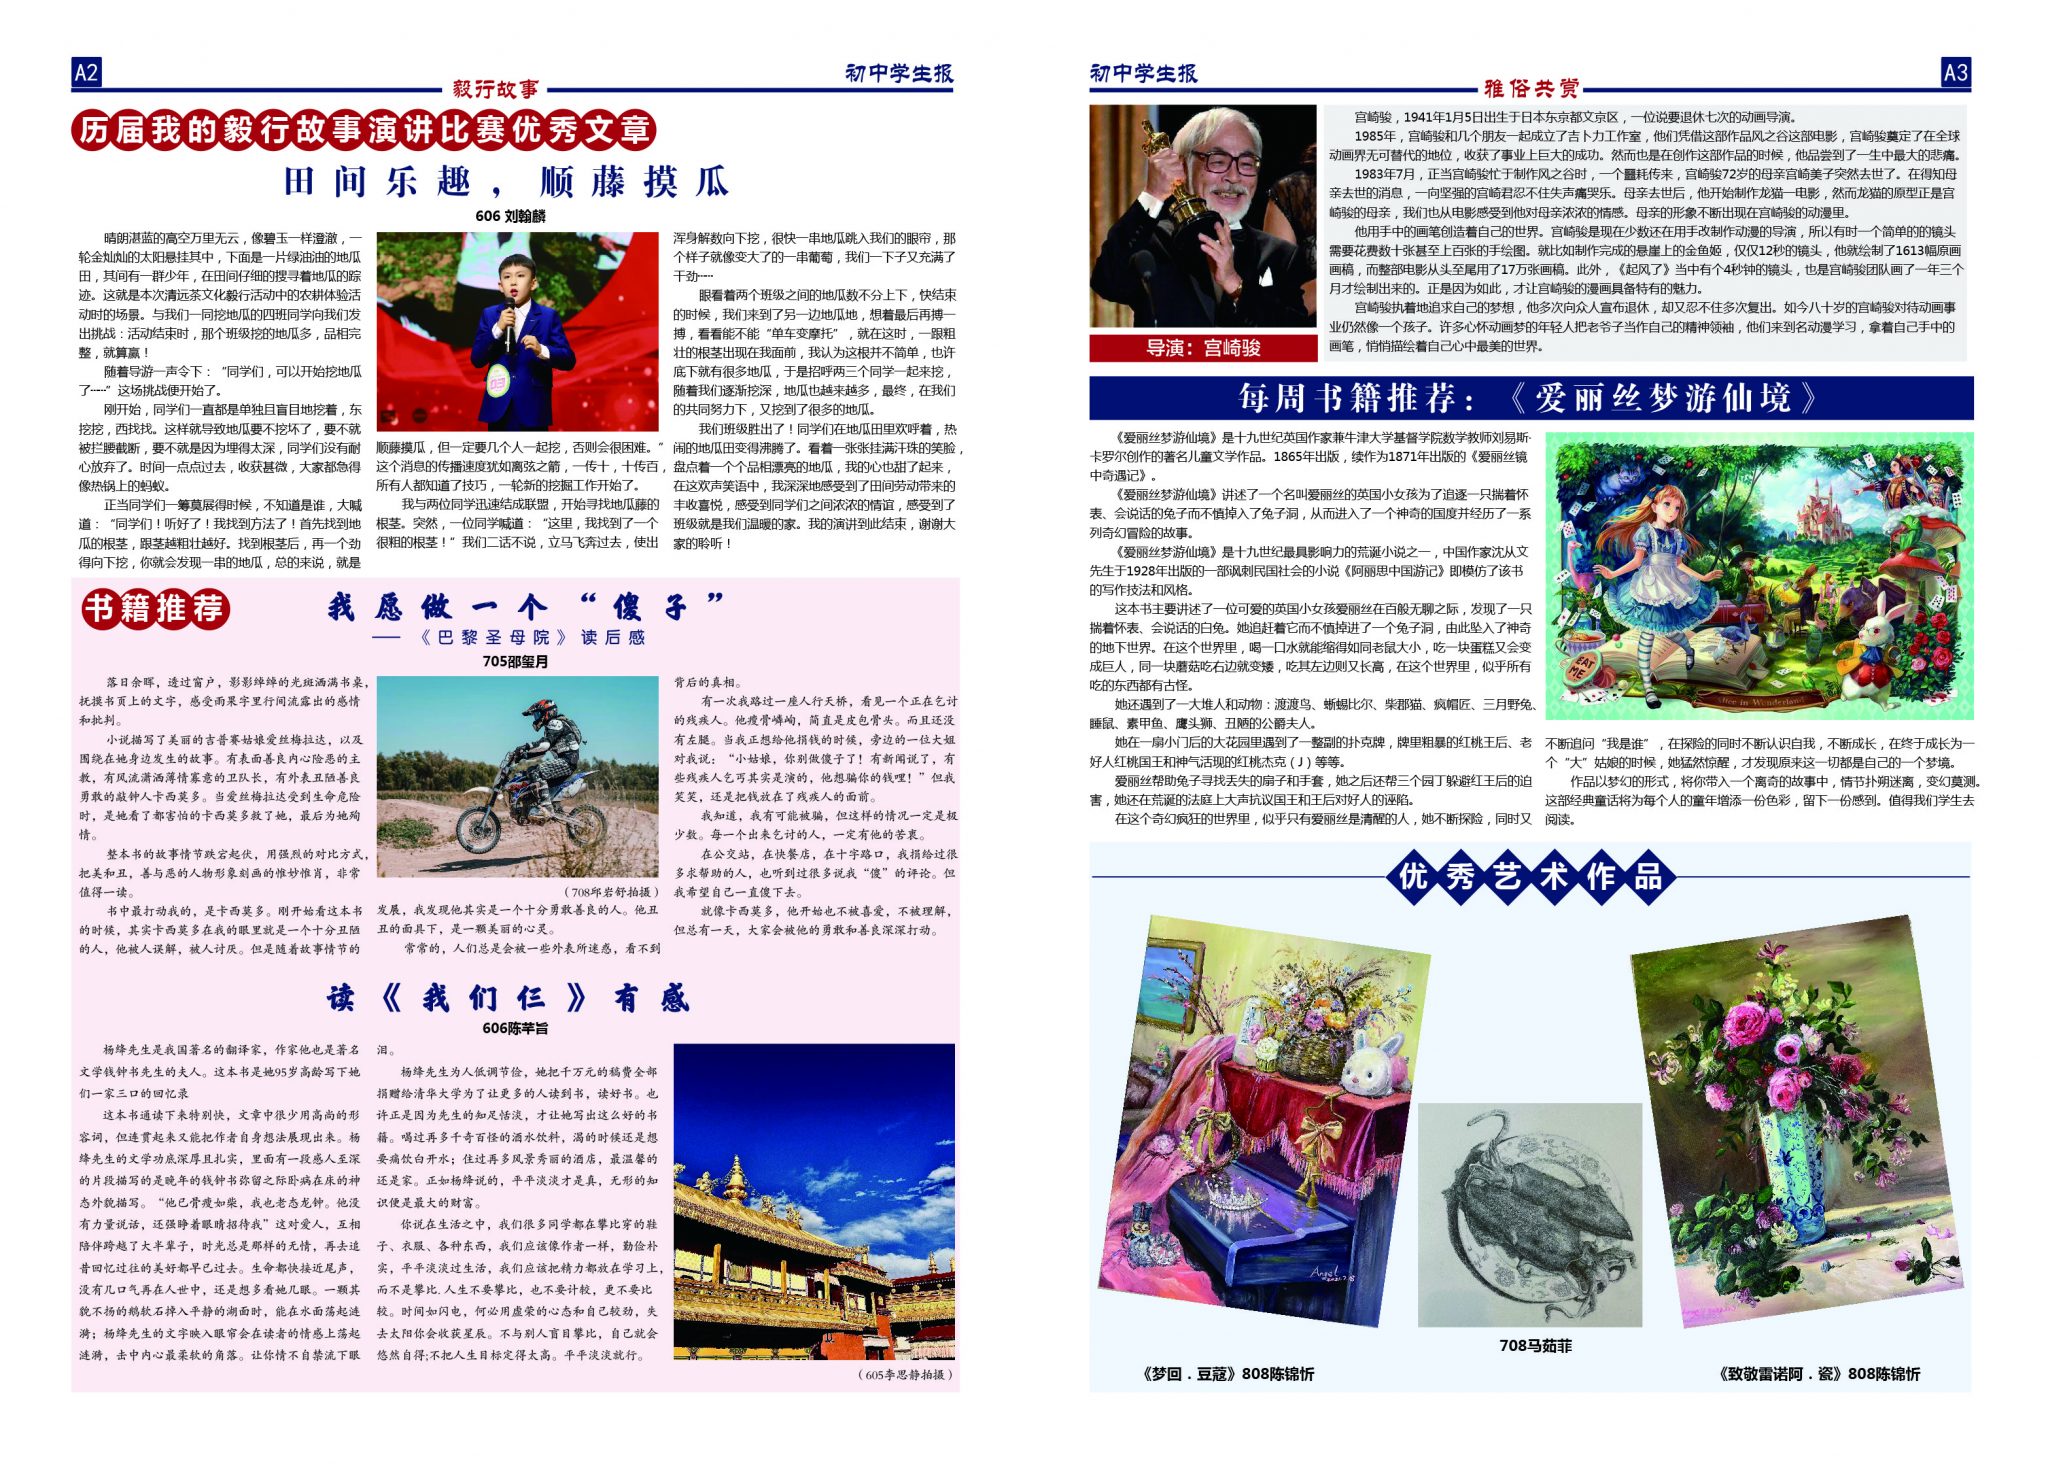 A2
毅行故事
初中学生报
历届我的毅行故事演讲比赛优秀文章
田间乐趣，顺藤摸瓜
606 刘翰麟
晴朗湛蓝的高空万里无云，像碧玉一样澄澈，一
轮金灿灿的太阳悬挂其中，下面是一片绿油油的地瓜
田，其间有一群少年，在田间仔细的搜寻着地瓜的踪
迹。这就是本次清远茶文化毅行活动中的农耕体验活
动时的场景。与我们一同挖地瓜的四班同学向我们发
出挑战：活动结束时，那个班级挖的地瓜多，品相完
整，就算赢！
随着导游一声令下：“同学们，可以开始挖地瓜
了……”这场挑战便开始了。
刚开始，同学们一直都是单独且盲目地挖着，东
挖挖，西找找。这样就导致地瓜要不挖坏了，要不就
被拦腰截断，要不就是因为埋得太深，同学们没有耐
心放弃了。时间一点点过去，收获甚微，大家都急得
像热锅上的蚂蚁。
正当同学们一筹莫展得时候，不知道是谁，大喊
道：“同学们！听好了！我找到方法了！首先找到地
瓜的根茎，跟茎越粗壮越好。找到根茎后，再一个劲
得向下挖，你就会发现一串的地瓜，总的来说，就是
顺藤摸瓜，但一定要几个人一起挖，否则会很困难。”
这个消息的传播速度犹如离弦之箭，一传十，十传百，
所有人都知道了技巧，一轮新的挖掘工作开始了。
我与两位同学迅速结成联盟，开始寻找地瓜藤的
根茎。突然，一位同学喊道：“这里，我找到了一个
很粗的根茎！”我们二话不说，立马飞奔过去，使出
浑身解数向下挖，很快一串地瓜跳入我们的眼帘，那
个样子就像变大了的一串葡萄，我们一下子又充满了
干劲……
眼看着两个班级之间的地瓜数不分上下，快结束
的时候，我们来到了另一边地瓜地，想着最后再搏一
搏，看看能不能“单车变摩托”，就在这时，一跟粗
壮的根茎出现在我面前，我认为这根并不简单，也许
底下就有很多地瓜，于是招呼两三个同学一起来挖，
随着我们逐渐挖深，地瓜也越来越多，最终，在我们
的共同努力下，又挖到了很多的地瓜。
我们班级胜出了！同学们在地瓜田里欢呼着，热
闹的地瓜田变得沸腾了。看着一张张挂满汗珠的笑脸，
盘点着一个个品相漂亮的地瓜，我的心也甜了起来，
在这欢声笑语中，我深深地感受到了田间劳动带来的
丰收喜悦，感受到同学们之间浓浓的情谊，感受到了
班级就是我们温暖的家。我的演讲到此结束，谢谢大
家的聆听！
书籍推荐
我愿做一个“傻子”
——《巴黎圣母院》读后感
705邵玺月
落日余晖，透过窗户，影影绰绰的光斑洒满书桌，
抚摸书页上的文字，感受雨果字里行间流露出的感情
和批判。
小说描写了美丽的吉普赛姑娘爱丝梅拉达，以及
围绕在她身边发生的故事。有表面善良内心险恶的主
教，有风流潇洒薄情寡意的卫队长，有外表丑陋善良
勇敢的敲钟人卡西莫多。当爱丝梅拉达受到生命危险
时，是她看了都害怕的卡西莫多救了她，最后为她殉
情。
整本书的故事情节跌宕起伏，用强烈的对比方式，
把美和丑，善与恶的人物形象刻画的惟妙惟肖，非常
值得一读。
书中最打动我的，是卡西莫多。刚开始看这本书
的时候，其实卡西莫多在我的眼里就是一个十分丑陋
的人，他被人误解，被人讨厌。但是随着故事情节的
（708邱岩舒拍摄）
发展，我发现他其实是一个十分勇敢善良的人。他丑
丑的面具下，是一颗美丽的心灵。
常常的，人们总是会被一些外表所迷惑，看不到
背后的真相。
有一次我路过一座人行天桥，看见一个正在乞讨
的残疾人。他瘦骨嶙峋，简直是皮包骨头。而且还没
有左腿。当我正想给他捐钱的时候，旁边的一位大姐
对我说：“小姑娘，你别做傻子了！有新闻说了，有
些残疾人乞丐其实是演的，他想骗你的钱哩！”但我
笑笑，还是把钱放在了残疾人的面前。
我知道，我有可能被骗，但这样的情况一定是极
少数。每一个出来乞讨的人，一定有他的苦衷。
在公交站，在快餐店，在十字路口，我捐给过很
多求帮助的人，也听到过很多说我“傻”的评论。但
我希望自己一直傻下去。
就像卡西莫多，他开始也不被喜爱，不被理解，
但总有一天，大家会被他的勇敢和善良深深打动。
读《我们仨》有感
606陈芊旨
杨绛先生是我国著名的翻译家，作家他也是著名
文学钱钟书先生的夫人。这本书是她95岁高龄写下她
们一家三口的回忆录
这本书通读下来特别快，文章中很少用高尚的形
容词，但连贯起来又能把作者自身想法展现出来。杨
绛先生的文学功底深厚且扎实，里面有一段感人至深
的片段描写的是晚年的钱钟书弥留之际卧病在床的神
态外貌描写。“他已骨瘦如柴，我也老态龙钟。他没
有力量说话，还强睁着眼睛招待我”这对爱人，互相
陪伴跨越了大半辈子，时光总是那样的无情，再去追
昔回忆过往的美好都早已过去。生命都快接近尾声，
没有几口气再在人世中，还是想多看她几眼。一颗其
貌不扬的鹅软石掉入平静的湖面时，能在水面荡起涟
漪；杨绛先生的文字映入眼帘会在读者的情感上荡起
涟漪，击中内心最柔软的角落。让你情不自禁流下眼
泪。
杨绛先生为人低调节俭，她把千万元的稿费全部
捐赠给清华大学为了让更多的人读到书，读好书。也
许正是因为先生的知足恬淡，才让她写出这么好的书
籍。喝过再多千奇百怪的酒水饮料，渴的时候还是想
要痛饮白开水；住过再多风景秀丽的酒店，最温馨的
还是家。正如杨绛说的，平平淡淡才是真，无形的知
识便是最大的财富。
你说在生活之中，我们很多同学都在攀比穿的鞋
子、衣服、各种东西，我们应该像作者一样，勤俭朴
实，平平淡淡过生活，我们应该把精力都放在学习上，
而不是攀比.人生不要攀比，也不要计较，更不要比
较。时间如闪电，何必用虚荣的心态和自己较劲，失
去太阳你会收获星辰。不与别人盲目攀比，自己就会
悠然自得;不把人生目标定得太高。平平淡淡就行。
（605李思静拍摄）
初中学生报
雅俗共赏
A3
导演：宫崎骏
宫崎骏，1941年1月5日出生于日本东京都文京区，一位说要退休七次的动画导演。
1985年，宫崎骏和几个朋友一起成立了吉卜力工作室，他们凭借这部作品风之谷这部电影，宫崎骏奠定了在全球
动画界无可替代的地位，收获了事业上巨大的成功。然而也是在创作这部作品的时候，他品尝到了一生中最大的悲痛。
1983年7月，正当宫崎骏忙于制作风之谷时，一个噩耗传来，宫崎骏72岁的母亲宫崎美子突然去世了。在得知母
亲去世的消息，一向坚强的宫崎君忍不住失声痛哭乐。母亲去世后，他开始制作龙猫一电影，然而龙猫的原型正是宫
崎骏的母亲，我们也从电影感受到他对母亲浓浓的情感。母亲的形象不断出现在宫崎骏的动漫里。
他用手中的画笔创造着自己的世界。宫崎骏是现在少数还在用手改制作动漫的导演，所以有时一个简单的的镜头
需要花费数十张甚至上百张的手绘图。就比如制作完成的悬崖上的金鱼姬，仅仅12秒的镜头，他就绘制了1613幅原画
画稿，而整部电影从头至尾用了17万张画稿。此外，《起风了》当中有个4秒钟的镜头，也是宫崎骏团队画了一年三个
月才绘制出来的。正是因为如此，才让宫崎骏的漫画具备特有的魅力。
宫崎骏执着地追求自己的梦想，他多次向众人宣布退休，却又忍不住多次复出。如今八十岁的宫崎骏对待动画事
业仍然像一个孩子。许多心怀动画梦的年轻人把老爷子当作自己的精神领袖，他们来到名动漫学习，拿着自己手中的
画笔，悄悄描绘着自己心中最美的世界。
每周书籍推荐：《爱丽丝梦游仙境》
《爱丽丝梦游仙境》是十九世纪英国作家兼牛津大学基督学院数学教师刘易斯·
卡罗尔创作的著名儿童文学作品。1865年出版，续作为1871年出版的《爱丽丝镜
中奇遇记》。
《爱丽丝梦游仙境》讲述了一个名叫爱丽丝的英国小女孩为了追逐一只揣着怀
表、会说话的兔子而不慎掉入了兔子洞，从而进入了一个神奇的国度并经历了一系
列奇幻冒险的故事。
《爱丽丝梦游仙境》是十九世纪最具影响力的荒诞小说之一，中国作家沈从文
先生于1928年出版的一部讽刺民国社会的小说《阿丽思中国游记》即模仿了该书
的写作技法和风格。
这本书主要讲述了一位可爱的英国小女孩爱丽丝在百般无聊之际，发现了一只
揣着怀表、会说话的白兔。她追赶着它而不慎掉进了一个兔子洞，由此坠入了神奇
的地下世界。在这个世界里，喝一口水就能缩得如同老鼠大小，吃一块蛋糕又会变
成巨人，同一块蘑菇吃右边就变矮，吃其左边则又长高，在这个世界里，似乎所有
吃的东西都有古怪。
她还遇到了一大堆人和动物：渡渡鸟、蜥蜴比尔、柴郡猫、疯帽匠、三月野兔、
睡鼠、素甲鱼、鹰头狮、丑陋的公爵夫人。
她在一扇小门后的大花园里遇到了一整副的扑克牌，牌里粗暴的红桃王后、老
好人红桃国王和神气活现的红桃杰克（J）等等。
爱丽丝帮助兔子寻找丢失的扇子和手套，她之后还帮三个园丁躲避红王后的迫
害，她还在荒诞的法庭上大声抗议国王和王后对好人的诬陷。
在这个奇幻疯狂的世界里，似乎只有爱丽丝是清醒的人，她不断探险，同时又
EAT
ME
Alice in Wonderland
不断追问“我是谁”，在探险的同时不断认识自我，不断成长，在终于成长为一
个“大”姑娘的时候，她猛然惊醒，才发现原来这一切都是自己的一个梦境。
作品以梦幻的形式，将你带入一个离奇的故事中，情节扑朔迷离，变幻莫测。
这部经典童话将为每个人的童年增添一份色彩，留下一份感到。值得我们学生去
阅读。
优秀艺术作品
Angel
708马茹菲
《梦回．豆蔻》808陈锦忻
《致敬雷诺阿．瓷》808陈锦忻